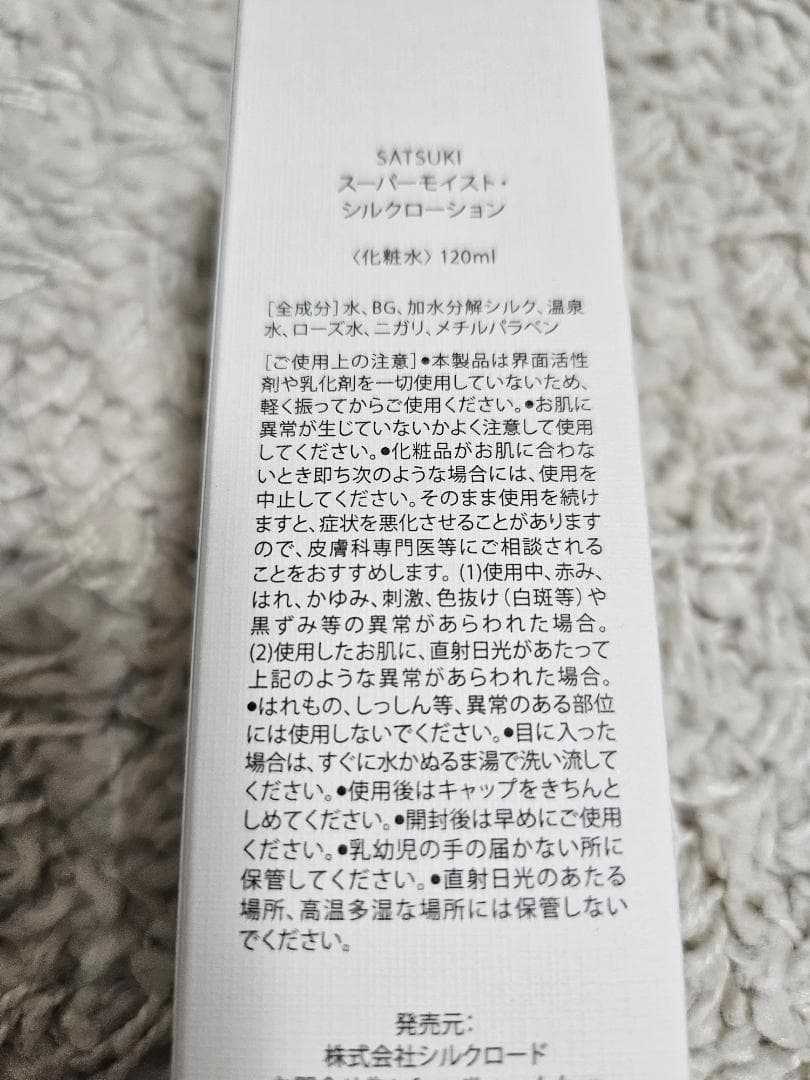 SATSUKI
スーパーモイスト・
シルクローション
〈化粧水〉120ml
[全成分]水、BG、加水分解シルク、温泉
水、ローズ水、ニガリ、メチルパラベン
[ご使用上の注意]●本製品は界面活性
剤や乳化剤を一切使用していないため、
軽く振ってからご使用ください。●お肌に
異常が生じていないかよく注意して使用
してください。●化粧品がお肌に合わな
いとき即ち次のような場合には、使用を
中止してください。そのまま使用を続け
ますと、症状を悪化させることがあります
ので、皮膚科専門医等にご相談される
ことをおすすめします。(1)使用中、赤み、
はれ、かゆみ、刺激、色抜け(白斑等)や
黒ずみ等の異常があらわれた場合。
(2)使用したお肌に、直射日光があたって
上記のような異常があらわれた場合。
●はれもの、しっしん等、異常のある部位
には使用しないでください。●目に入った
場合は、すぐに水かぬるま湯で洗い流して
ください。●使用後はキャップをきちんと
しめてください。●開封後は早めにご使用
ください。●乳幼児の手の届かない所に
保管してください。●直射日光のあたる
場所、高温多湿な場所には保管しない
でください。
発売元:
株式会社シルクロード